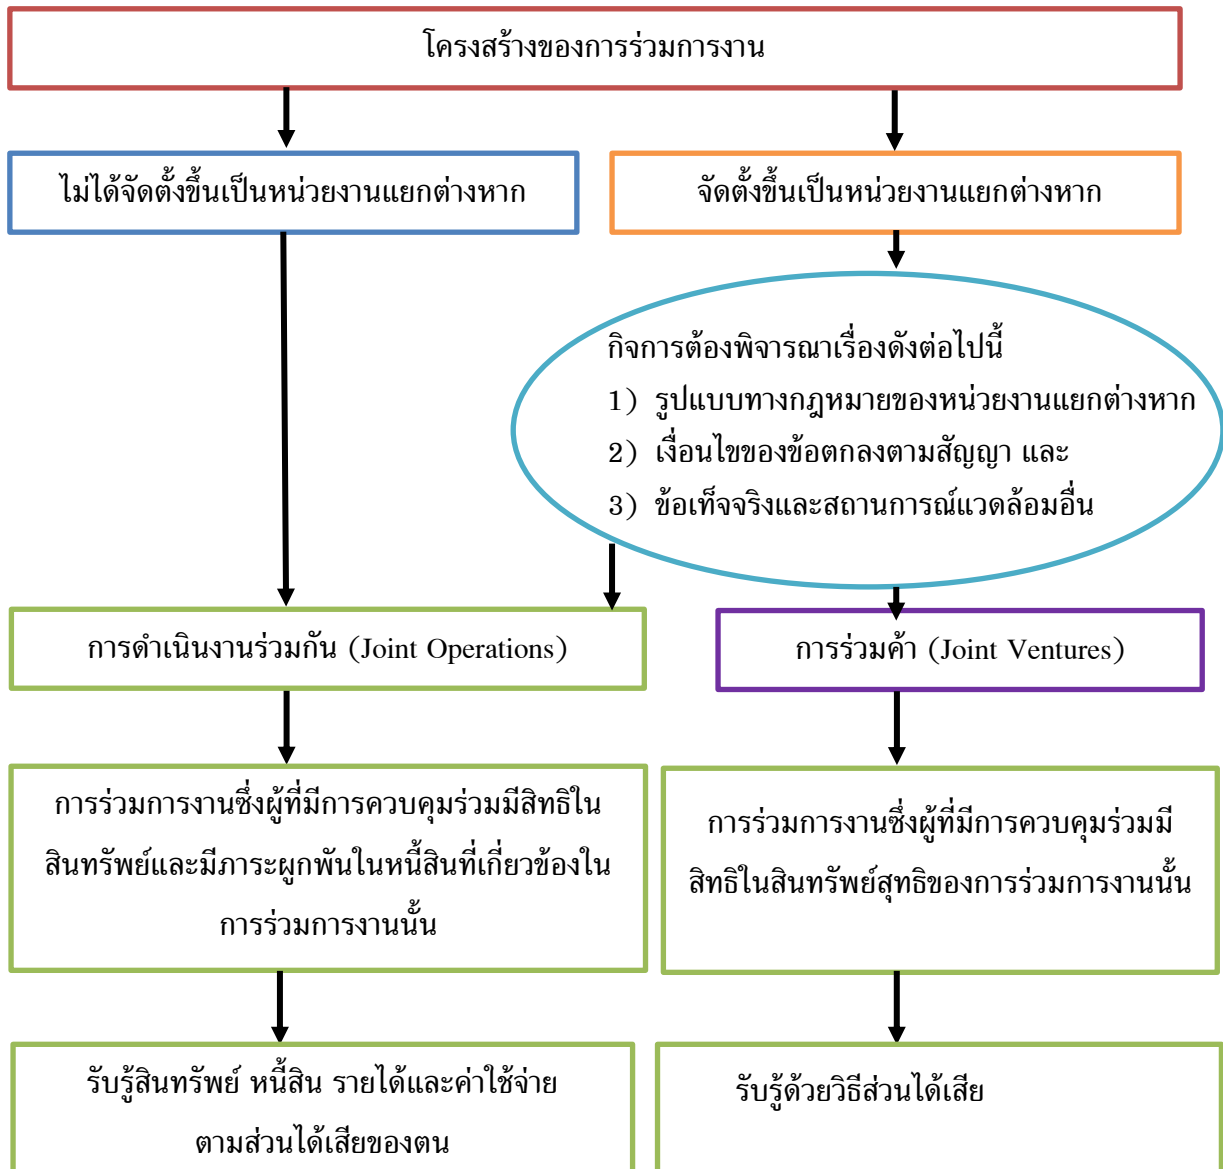 โครงสร้างของการร่วมการงาน
ไม่ได้จัดตั้งขึ้นเป็นหน่วยงานแยกต่างหาก
จัดตั้งขึ้นเป็นหน่วยงานแยกต่างหาก
กิจการต้องพิจารณาเรื่องดังต่อไปนี้
1) รูปแบบทางกฎหมายของหน่วยงานแยกต่างหาก
2) เงื่อนไขของข้อตกลงตามสัญญา และ
3) ข้อเท็จจริงและสถานการณ์แวดล้อมอื่น
การดำเนินงานร่วมกัน (Joint Operations)
การร่วมค้า (Joint Ventures)
การร่วมการงานซึ่งผู้ที่มีการควบคุมร่วมมีสิทธิใน
สินทรัพย์และมีภาระผูกพันในหนี้สินที่เกี่ยวข้องใน
การร่วมการงานนั้น
การร่วมการงานซึ่งผู้ที่มีการควบคุมร่วมมี
สิทธิในสินทรัพย์สุทธิของการร่วมการงานนั้น
รับรู้สินทรัพย์ หนี้สิน รายได้และค่าใช้จ่าย
ตามส่วนได้เสียของตน
รับรู้ด้วยวิธีส่วนได้เสีย